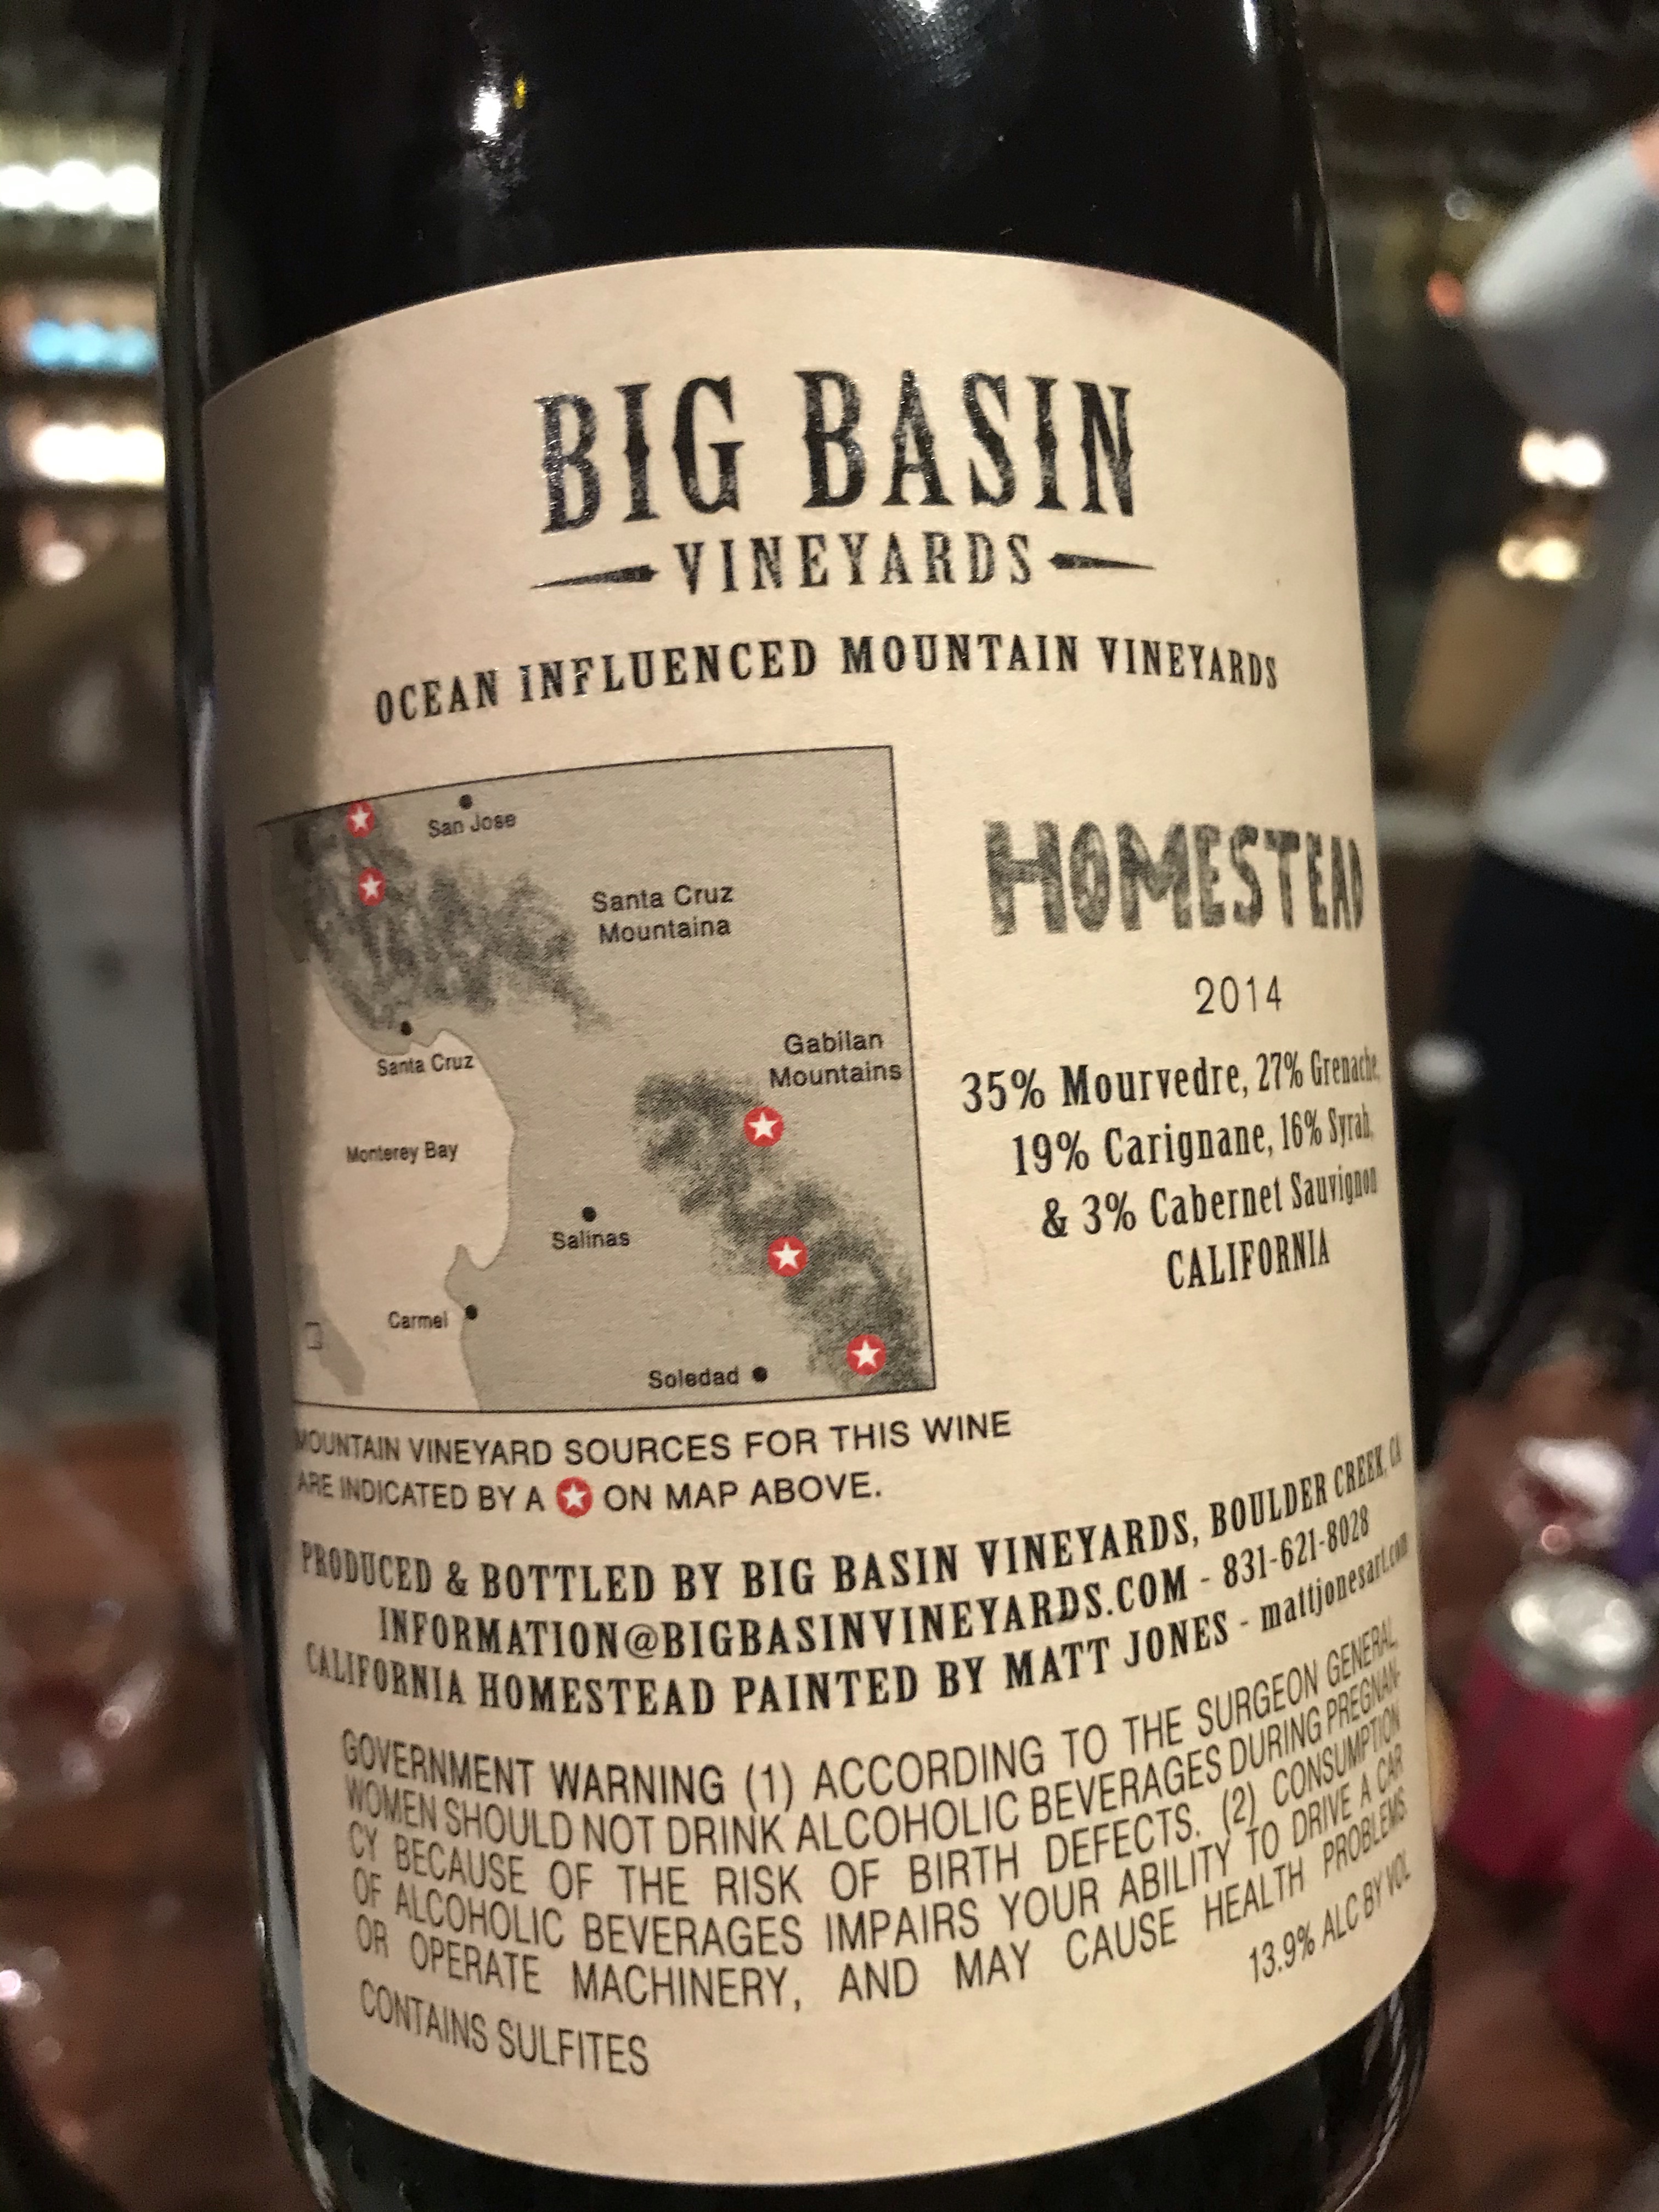 BIG BASIN
VINEYARDS
OCEAN INFLUENCED MOUNTAIN VINEYARDS
San Jose
Santa Cruz
Mountaina
Gabilan
Mountains
Santa Cruz
Monterey Bay
Salinas
Carmel
Soledad
HOMESTEAD
2014
35% Mourvedre, 27% Grenache,
19% Carignane, 16% Syrah,
& 3% Cabernet Sauvignon
CALIFORNIA
MOUNTAIN VINEYARD SOURCES FOR THIS WINE
ARE INDICATED BY A ON MAP ABOVE.
PRODUCED & BOTTLED BY BIG BASIN VINEYARDS, BOULDER CREEK, CA
INFORMATION@BIGBASINVINEYARDS.COM - 831-621-8028
CALIFORNIA HOMESTEAD PAINTED BY MATT JONES - mattjonesart.com
GOVERNMENT WARNING (1) ACCORDING TO THE SURGEON GENERAL,
WOMEN SHOULD NOT DRINK ALCOHOLIC BEVERAGES DURING PREGNAN-
CY BECAUSE OF THE RISK OF BIRTH DEFECTS. (2) CONSUMPTION
OF ALCOHOLIC BEVERAGES IMPAIRS YOUR ABILITY TO DRIVE A CAR
OR OPERATE MACHINERY, AND MAY CAUSE HEALTH PROBLEMS
13.9% ALC BY VOL
CONTAINS SULFITES